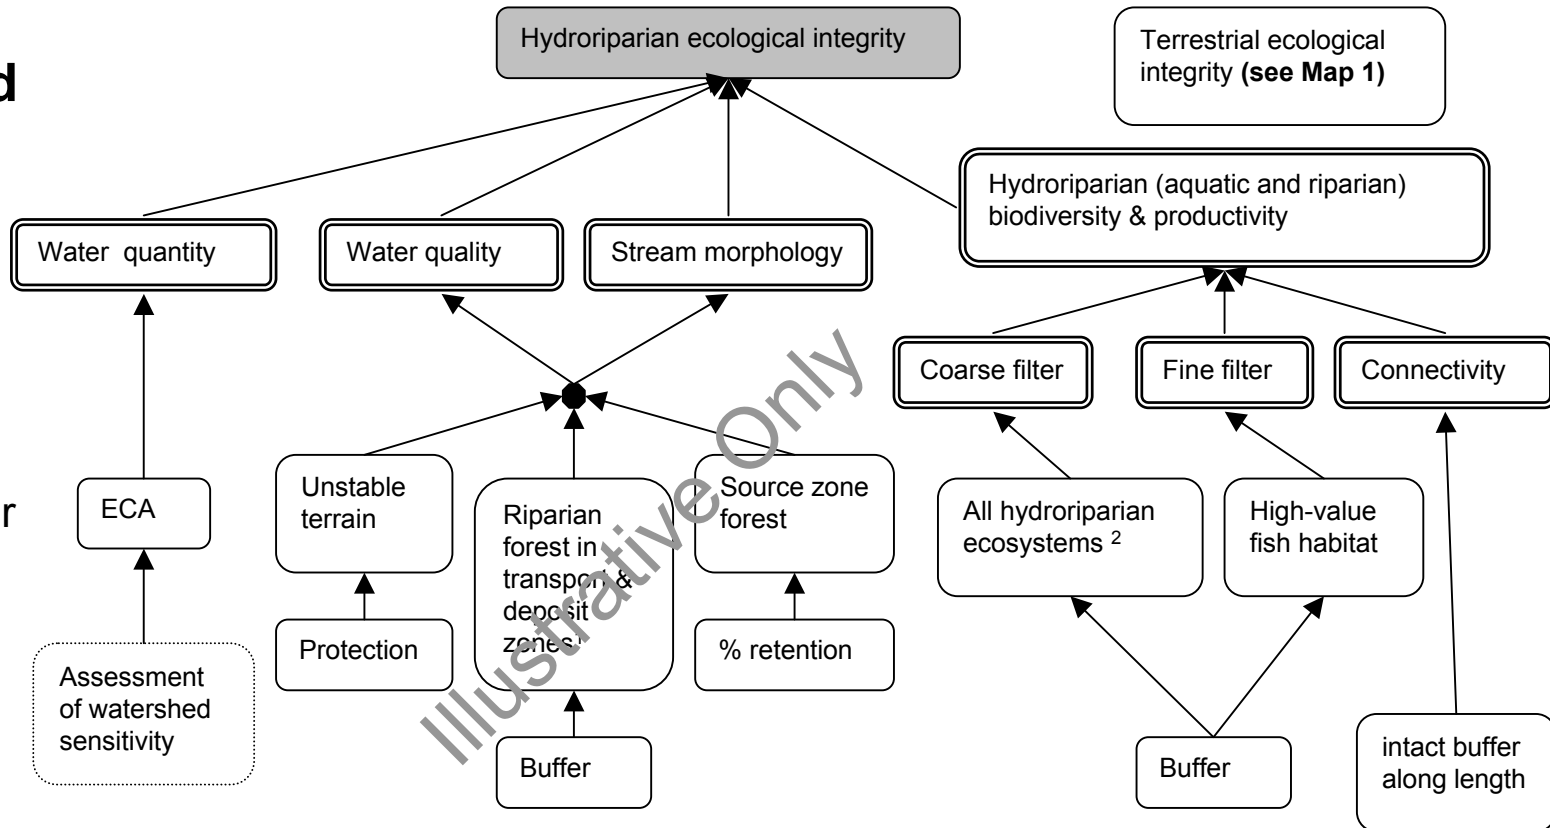 Hydroriparian ecological integrity
Terrestrial ecological
integrity (see Map 1)
d
Hydroriparian (aquatic and riparian)
biodiversity & productivity
Water quantity
Water quality
Stream morphology
Coarse filter
Fine filter
Connectivity
r
ECA
Unstable
terrain
Riparian
forest in
transport &
deposit
zones
Source zone
forest
All hydroriparian
ecosystems 2
High-value
fish habitat
Protection
% retention
Assessment
of watershed
sensitivity
Buffer
Buffer
intact buffer
along length
Illustrative Only